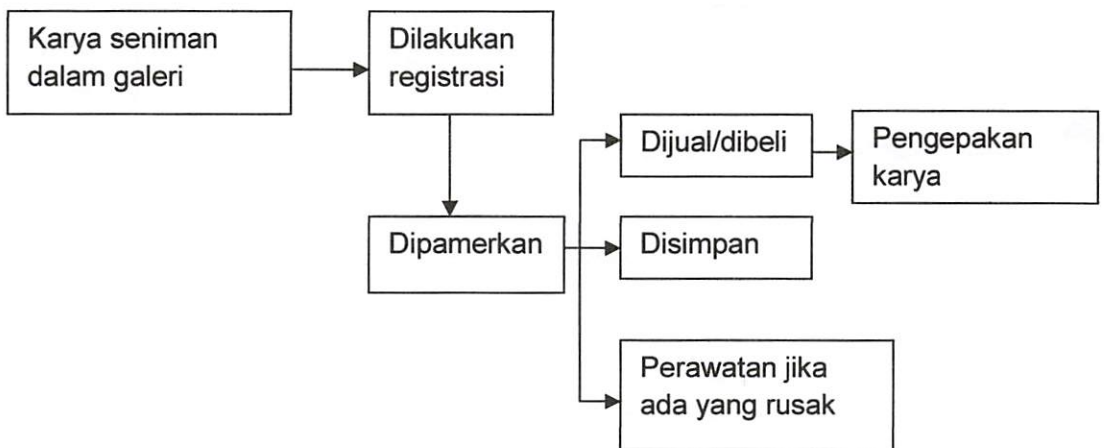 Karya seniman
dalam galeri
Dilakukan
registrasi
Dipamerkan
Dijual/dibeli
Pengepakan
karya
Disimpan
Perawatan jika
ada yang rusak